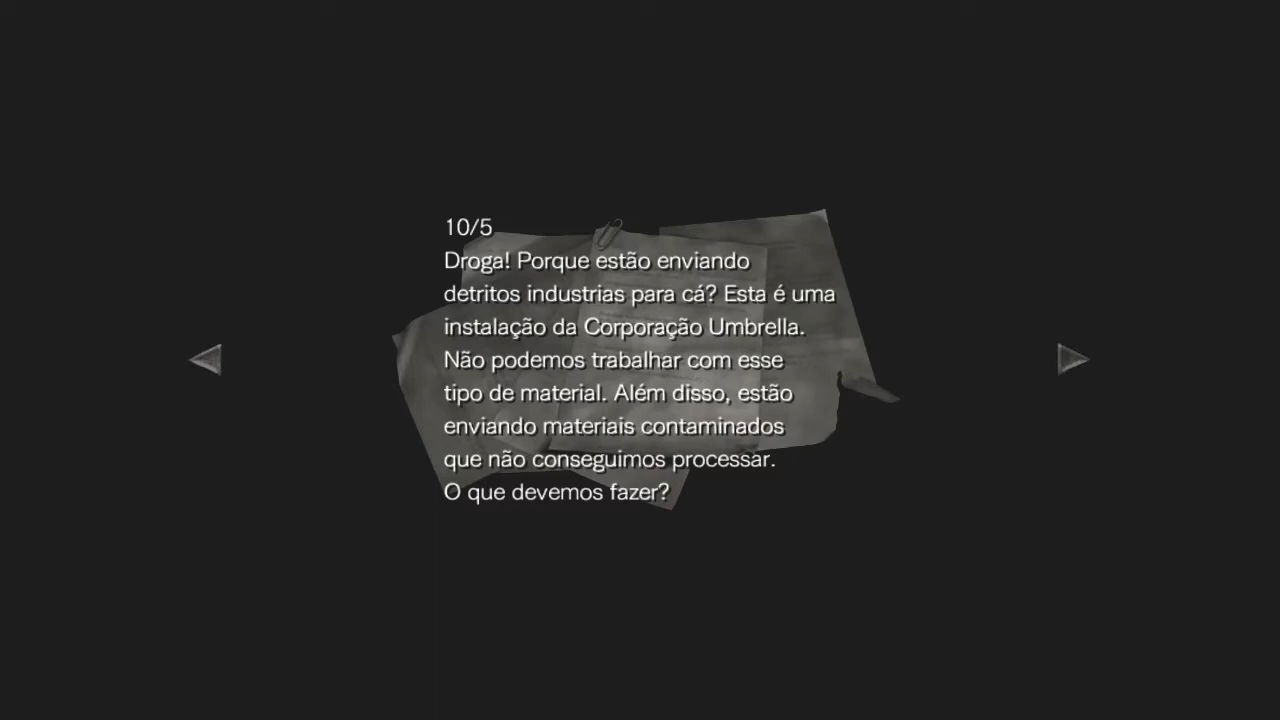 10/5
Droga! Porque estão enviando
detritos industrias para cá? Esta é uma
instalação da Corporação Umbrella.
Não podemos trabalhar com esse
tipo de material. Além disso, estão
enviando materiais contaminados
que não conseguimos processar.
O que devemos fazer?